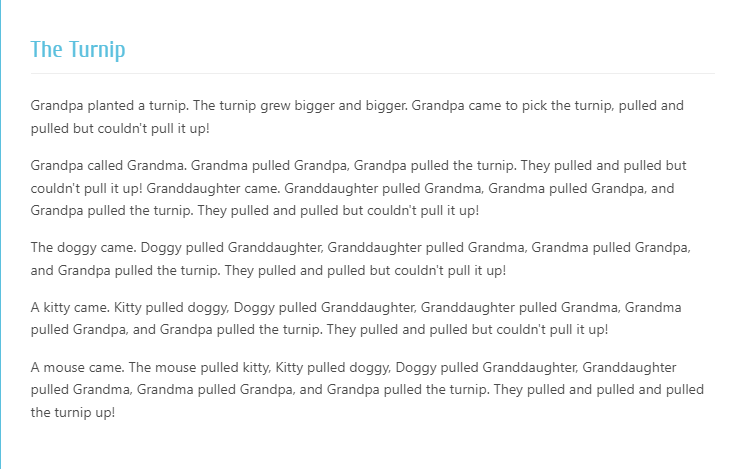 The Turnip
Grandpa planted a turnip. The turnip grew bigger and bigger. Grandpa came to pick the turnip, pulled and
pulled but couldn't pull it up!
Grandpa called Grandma. Grandma pulled Grandpa, Grandpa pulled the turnip. They pulled and pulled but
couldn't pull it up! Granddaughter came. Granddaughter pulled Grandma, Grandma pulled Grandpa, and
Grandpa pulled the turnip. They pulled and pulled but couldn't pull it up!
The doggy came. Doggy pulled Granddaughter, Granddaughter pulled Grandma, Grandma pulled Grandpa,
and Grandpa pulled the turnip. They pulled and pulled but couldn't pull it up!
A kitty came. Kitty pulled doggy, Doggy pulled Granddaughter, Granddaughter pulled Grandma, Grandma
pulled Grandpa, and Grandpa pulled the turnip. They pulled and pulled but couldn't pull it up!
A mouse came. The mouse pulled kitty, Kitty pulled doggy, Doggy pulled Granddaughter, Granddaughter
pulled Grandma, Grandma pulled Grandpa, and Grandpa pulled the turnip. They pulled and pulled and pulled
the turnip up!